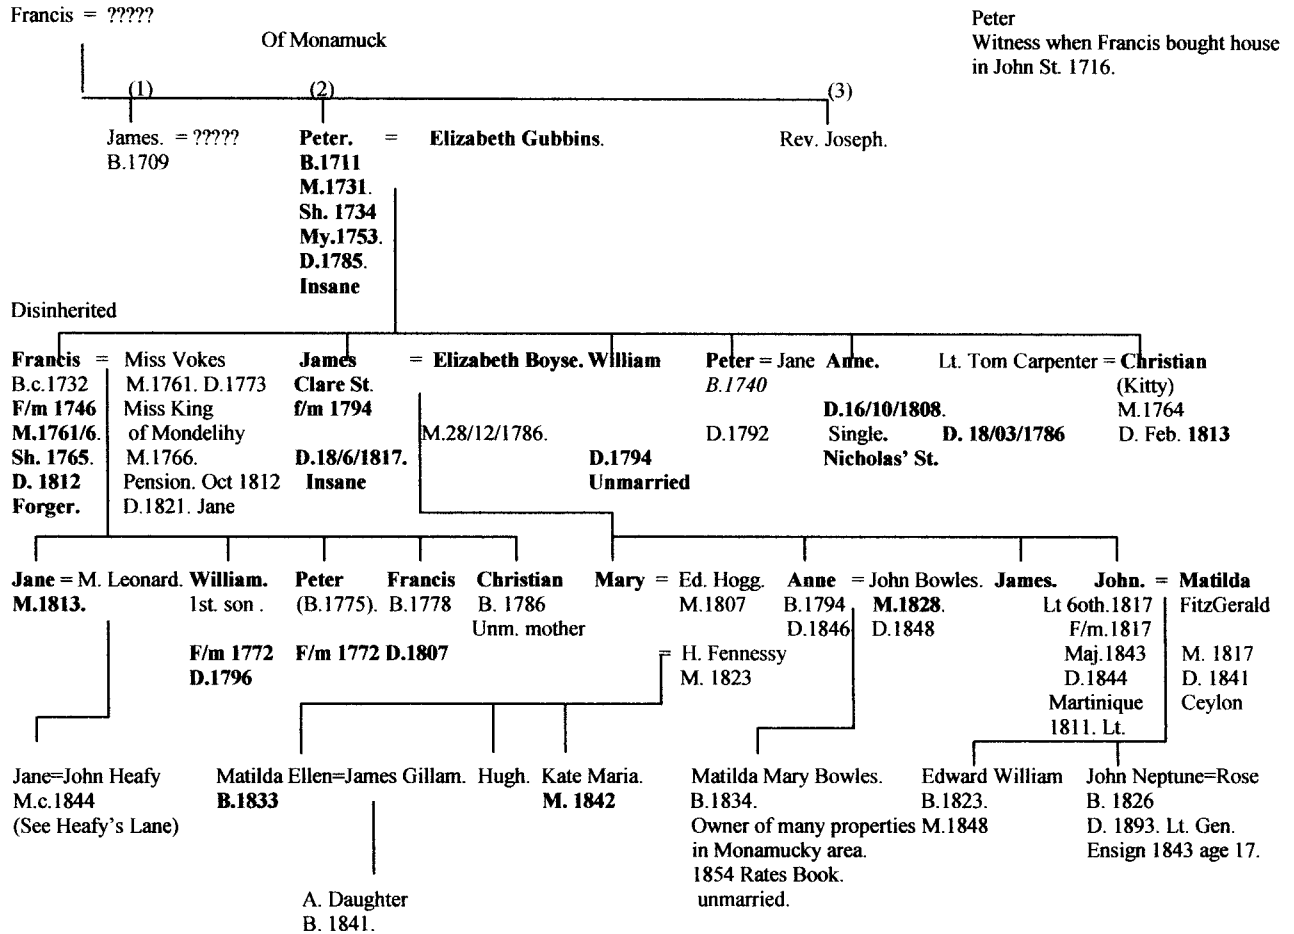 Francis = ?????
Of Monamuck
Peter
Witness when Francis bought house
in John St. 1716.
(1) (2) (3)
James. = ????? Peter. = Elizabeth Gubbins. Rev. Joseph.
B.1709 B.1711
M.1731.
Sh. 1734
My.1753.
D.1785.
Insane
Disinherited
Francis = Miss Vokes James = Elizabeth Boyse. William Peter = Jane Anne. Lt. Tom Carpenter = Christian
B.c.1732 M.1761. D.1773 Clare St. B.1740 (Kitty)
F/m 1746 Miss King f/m 1794 D.16/10/1808. M.1764
M.1761/6. of Mondelihy M.28/12/1786. D.1792 Single. D. 18/03/1786 D. Feb. 1813
Sh. 1765. M.1766. D.18/6/1817. D.1794 Nicholas' St.
D. 1812 Pension. Oct 1812 Insane Unmarried
Forger. D.1821. Jane
Jane = M. Leonard. William. Peter Francis Christian Mary = Ed. Hogg. Anne = John Bowles. James. John. = Matilda
M.1813. 1st. son . (B.1775). B.1778 B. 1786 M.1807 B.1794 M.1828. Lt 6oth.1817 FitzGerald
Unm. mother D.1846 D.1848 F/m.1817
F/m 1772 F/m 1772 D.1807 = H. Fennessy Maj.1843 M. 1817
D.1796 M. 1823 D.1844 D. 1841
Martinique Ceylon
1811. Lt.
Jane=John Heafy Matilda Ellen=James Gillam. Hugh. Kate Maria. Matilda Mary Bowles. Edward William John Neptune=Rose
M.c.1844 B.1833 M. 1842 B.1834. B.1823. B. 1826
(See Heafy's Lane) Owner of many properties M.1848 D. 1893. Lt. Gen.
in Monamucky area. Ensign 1843 age 17.
1854 Rates Book.
unmarried.
A. Daughter
B. 1841.